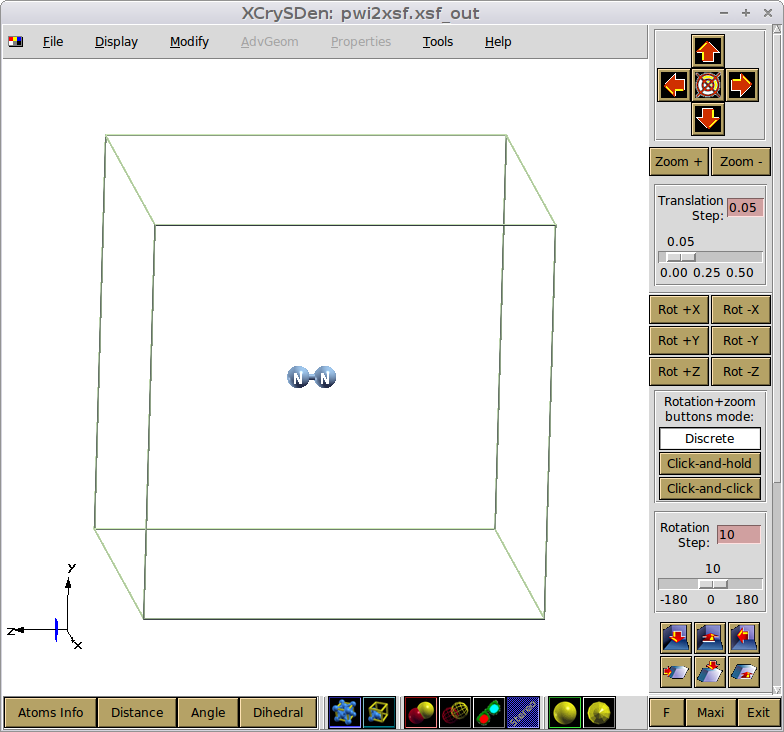 XCrySDen: pwi2xsf.xsf_out
File Display Modify AdvGeom Properties Tools Help
Zoom + Zoom -
Translation
Step: 0.05
0.05
0.00 0.25 0.50
Rot +X Rot -X
Rot +Y Rot -Y
Rot +Z Rot -Z
N N
Rotation+zoom
buttons mode:
Discrete
Click-and-hold
Click-and-click
Rotation
Step: 10
10
-180 0 180
y
z
x
Atoms Info Distance Angle Dihedral Stereo F Maxi Exit